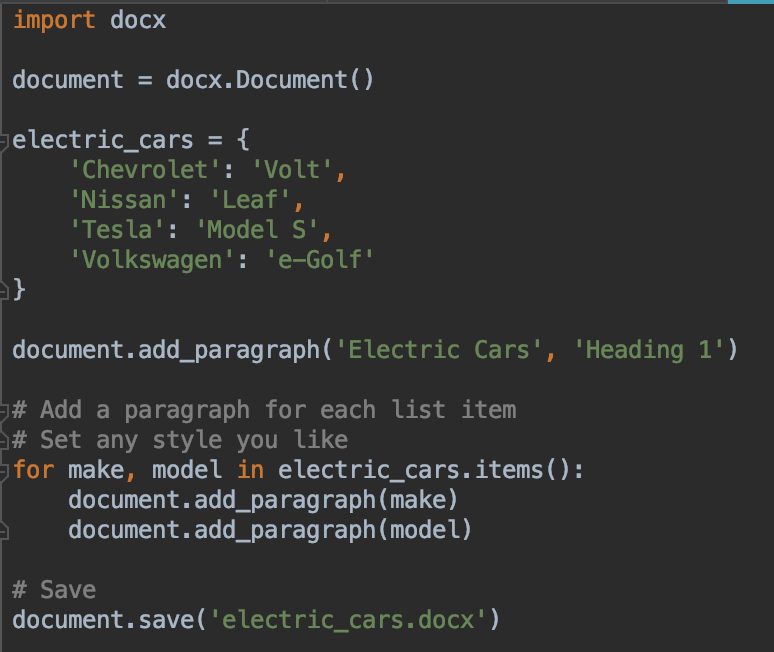 import docx

document = docx.Document()

electric_cars = {
    'Chevrolet': 'Volt',
    'Nissan': 'Leaf',
    'Tesla': 'Model S',
    'Volkswagen': 'e-Golf'
}

document.add_paragraph('Electric Cars', 'Heading 1')

# Add a paragraph for each list item
# Set any style you like
for make, model in electric_cars.items():
    document.add_paragraph(make)
    document.add_paragraph(model)

# Save
document.save('electric_cars.docx')